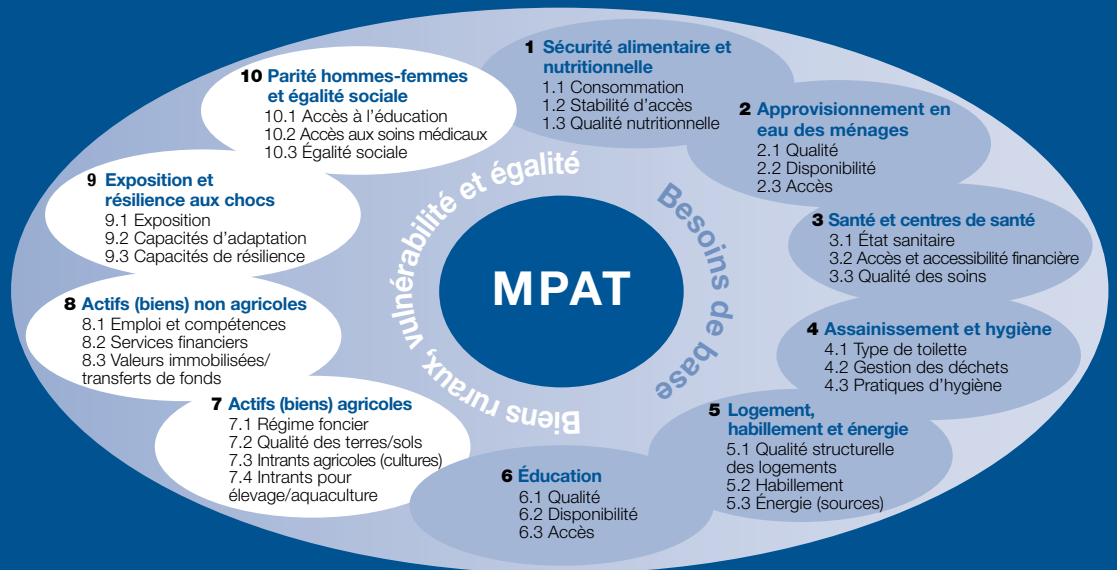 1 Sécurité alimentaire et
nutritionnelle
1.1 Consommation
1.2 Stabilité d'accès
1.3 Qualité nutritionnelle
2 Approvisionnement en
eau des ménages
2.1 Qualité
2.2 Disponibilité
2.3 Accès
3 Santé et centres de santé
3.1 État sanitaire
3.2 Accès et accessibilité financière
3.3 Qualité des soins
4 Assainissement et hygiène
4.1 Type de toilette
4.2 Gestion des déchets
4.3 Pratiques d'hygiène
5 Logement,
habillement et énergie
5.1 Qualité structurelle
des logements
5.2 Habillement
5.3 Énergie (sources)
6 Éducation
6.1 Qualité
6.2 Disponibilité
6.3 Accès
7 Actifs (biens) agricoles
7.1 Régime foncier
7.2 Qualité des terres/sols
7.3 Intrants agricoles (cultures)
7.4 Intrants pour
élevage/aquaculture
8 Actifs (biens) non agricoles
8.1 Emploi et compétences
8.2 Services financiers
8.3 Valeurs immobilisées/
transferts de fonds
9 Exposition et
résilience aux chocs
9.1 Exposition
9.2 Capacités d'adaptation
9.3 Capacités de résilience
10 Parité hommes-femmes
et égalité sociale
10.1 Accès à l'éducation
10.2 Accès aux soins médicaux
10.3 Égalité sociale
Biens ruraux, vulnérabilité et égalité
Besoins de base
MPAT